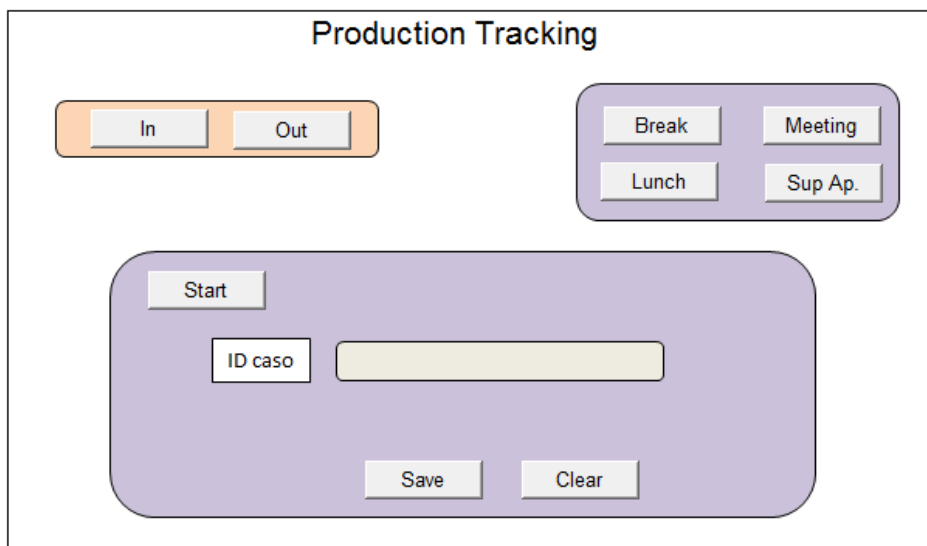 Production Tracking
In
Out
Break
Meeting
Lunch
Sup Ap.
Start
ID caso
Save
Clear